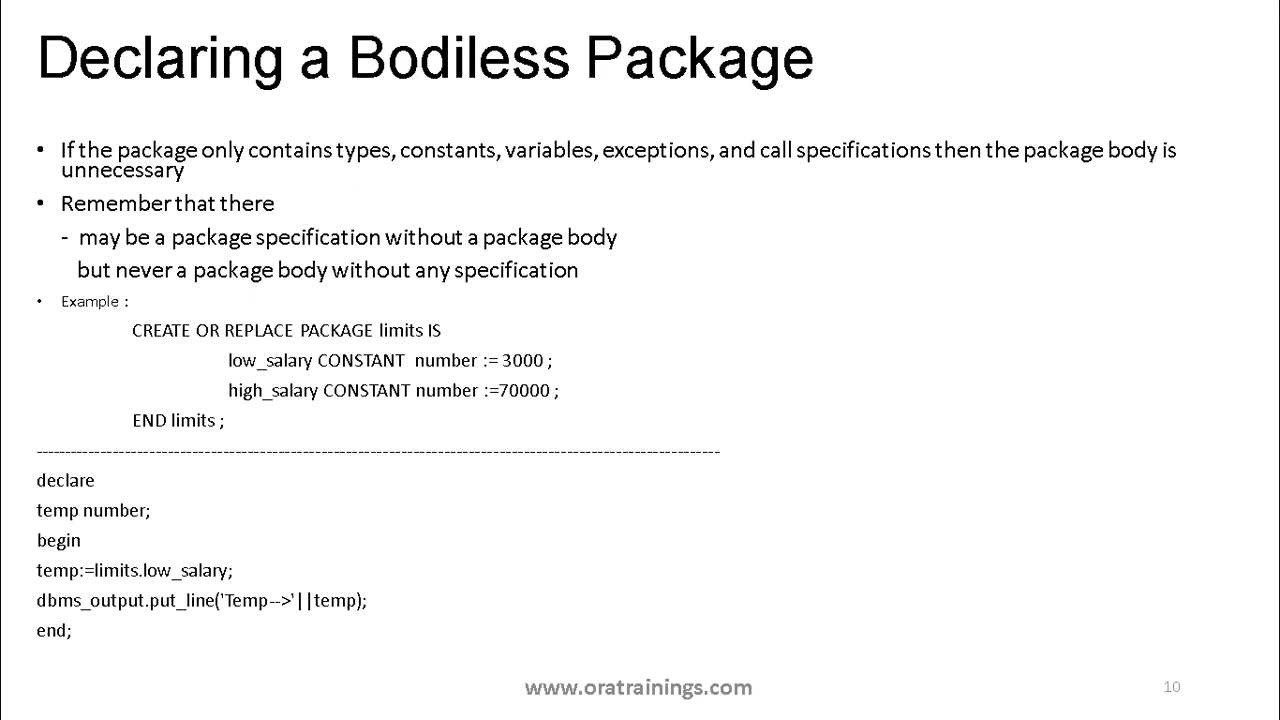 Declaring a Bodiless Package
• If the package only contains types, constants, variables, exceptions, and call specifications then the package body is
unnecessary
• Remember that there
- may be a package specification without a package body
but never a package body without any specification
• Example :
CREATE OR REPLACE PACKAGE limits IS
low_salary CONSTANT number := 3000 ;
high_salary CONSTANT number :=70000 ;
END limits ;
------------------------------------------------------------------------------------------------------------------------
declare
temp number;
begin
temp:=limits.low_salary;
dbms_output.put_line('Temp-->'||temp);
end;
www.oratrainings.com
10